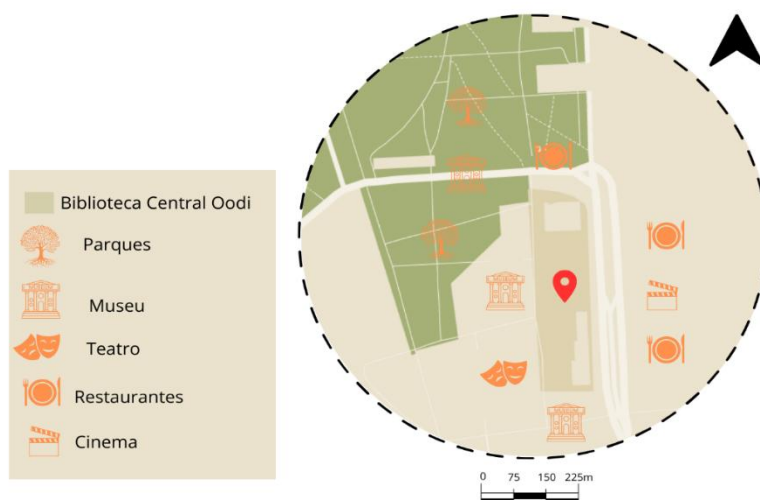 Biblioteca Central Oodi
Parques
Museu
Teatro
Restaurantes
Cinema
0 75 150 225m